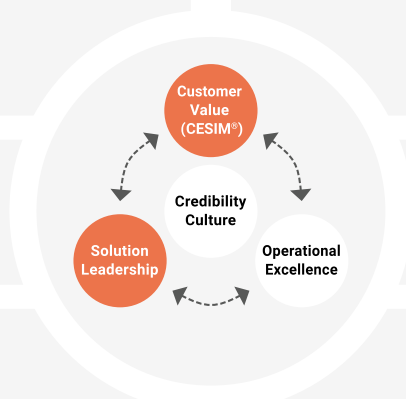 Customer
Value
(CESIM®)
Credibility
Culture
Solution
Leadership
Operational
Excellence